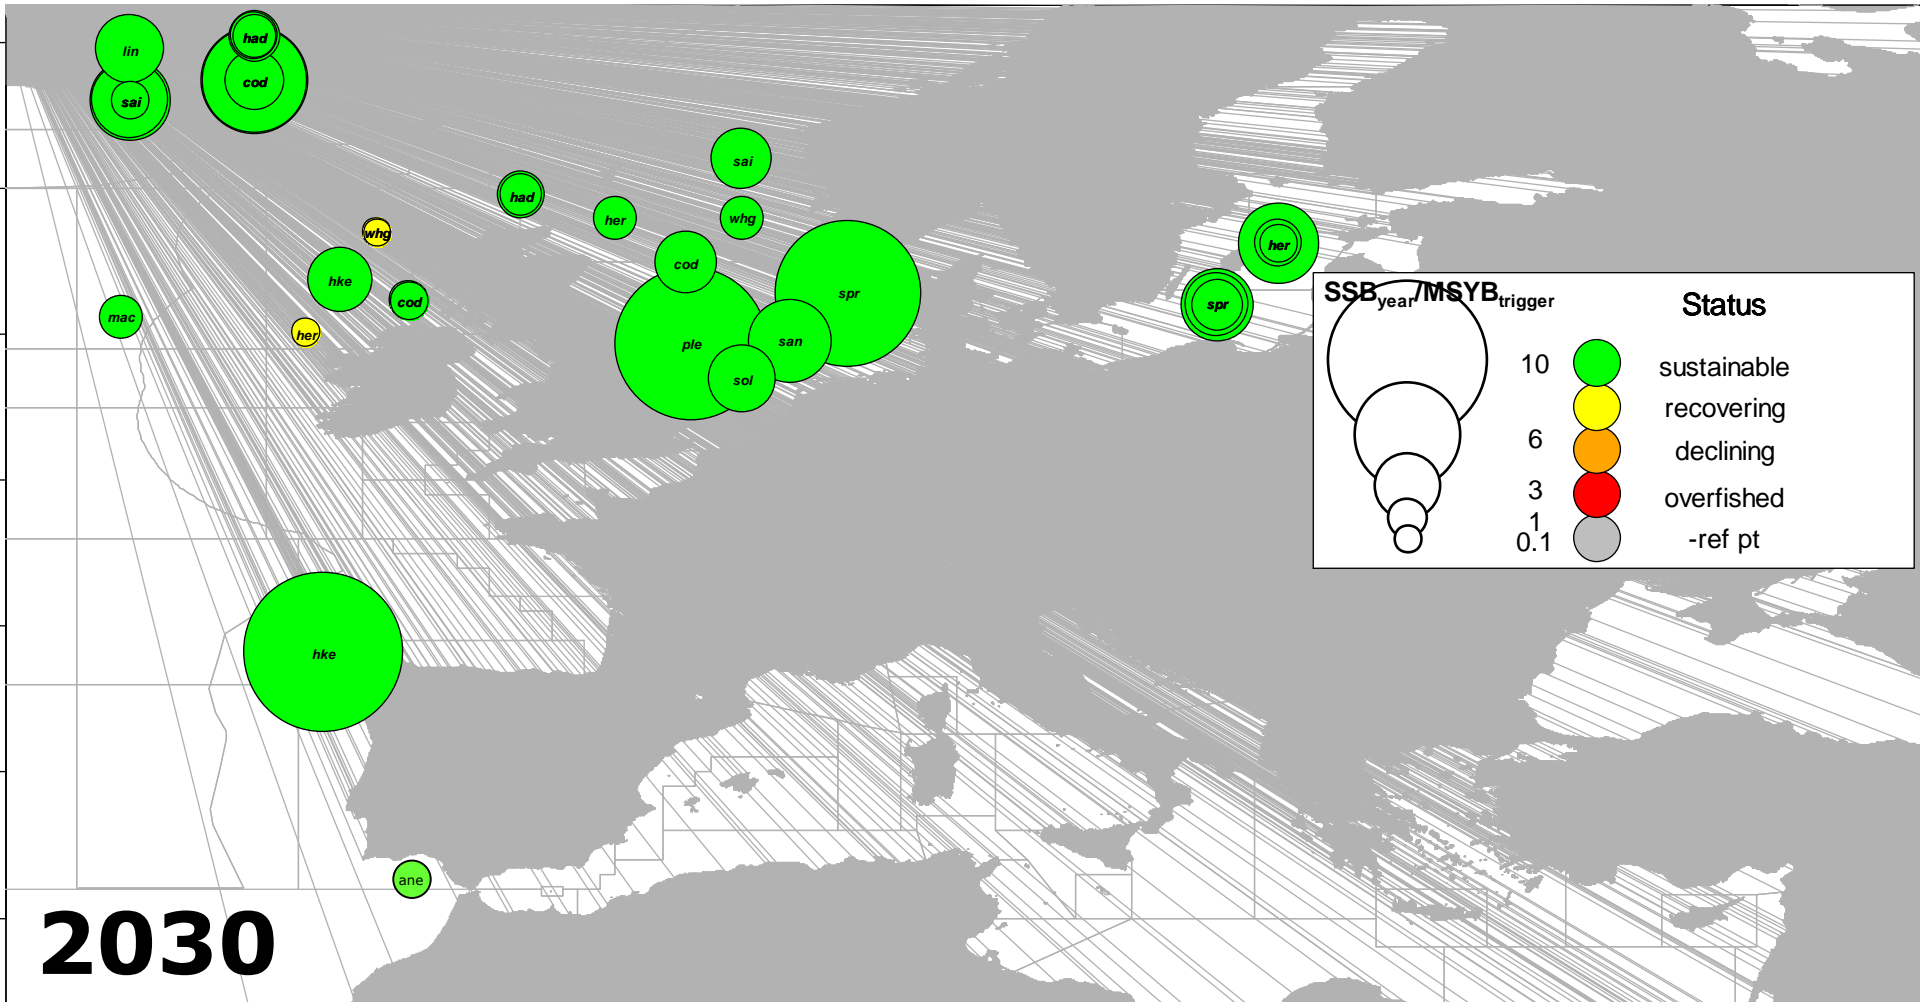 lin
had
cod
sai
sai
had
her
whg
whg
her
cod
hke
spr
cod
mac
her
spr
ple
san
sol
SSByear/MSYBtrigger
Status
10
sustainable
recovering
6
declining
3
overfished
1
0.1
-ref pt
hke
ane
2030